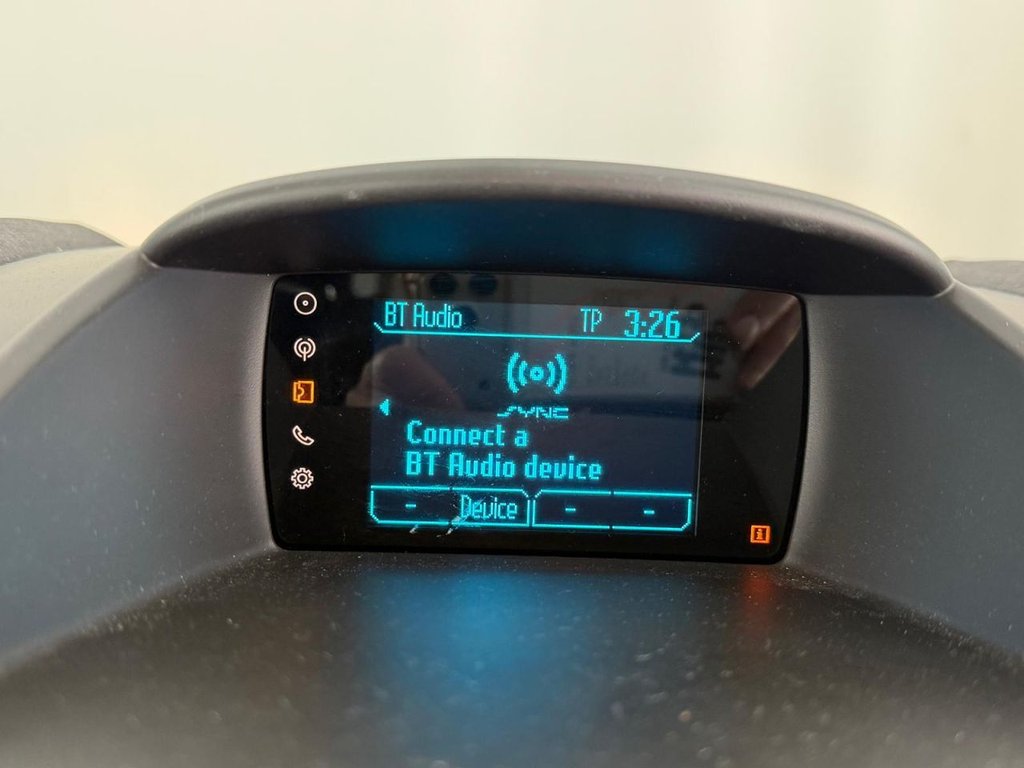 BT Audio TP 3:26
SYNC
Connect a
BT Audio device
- Device - -
i